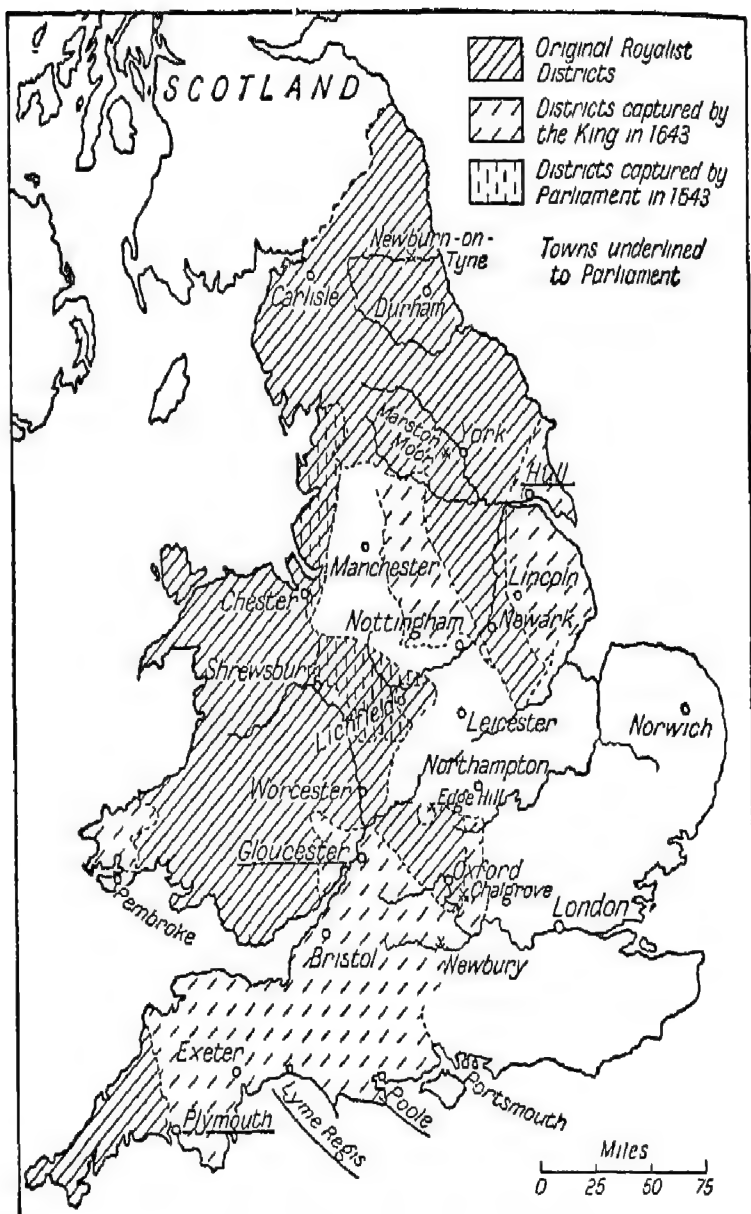 SCOTLAND
Original Royalist
Districts
Districts captured by
the King in 1643
Districts captured by
Parliament in 1643
Towns underlined
to Parliament
Newburn-on-
Tyne
Carlisle
Durham
Marston
Moon
York
Hull
Manchester
Lincoln
Chester
Nottingham
Newark
Shrewsbury
Lichfield
Leicester
Norwich
Northampton
Worcester
Edge Hill
Gloucester
Oxford
Chalgrove
London
Pembroke
Bristol
Newbury
Exeter
Portsmouth
Poole
Lyme Regis
Plymouth
Miles
0 25 50 75